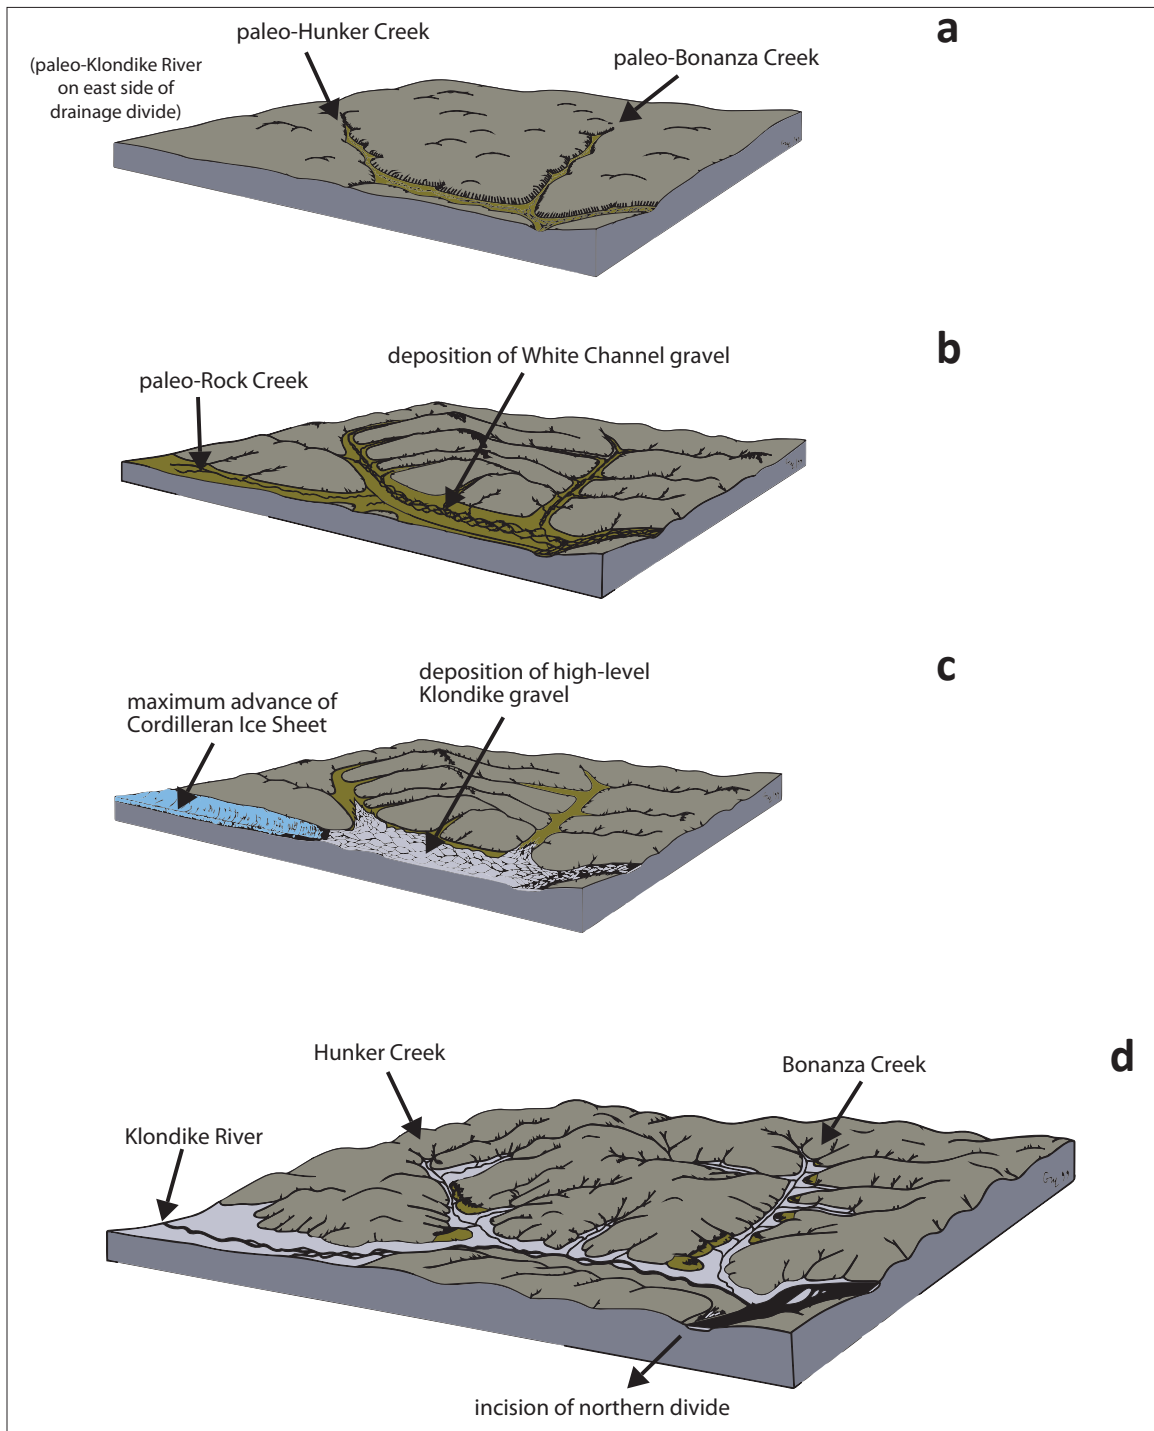 a
paleo-Hunker Creek
(paleo-Klondike River
on east side of
drainage divide)
paleo-Bonanza Creek
b
deposition of White Channel gravel
paleo-Rock Creek
c
deposition of high-level
Klondike gravel
maximum advance of
Cordilleran Ice Sheet
d
Hunker Creek
Bonanza Creek
Klondike River
incision of northern divide